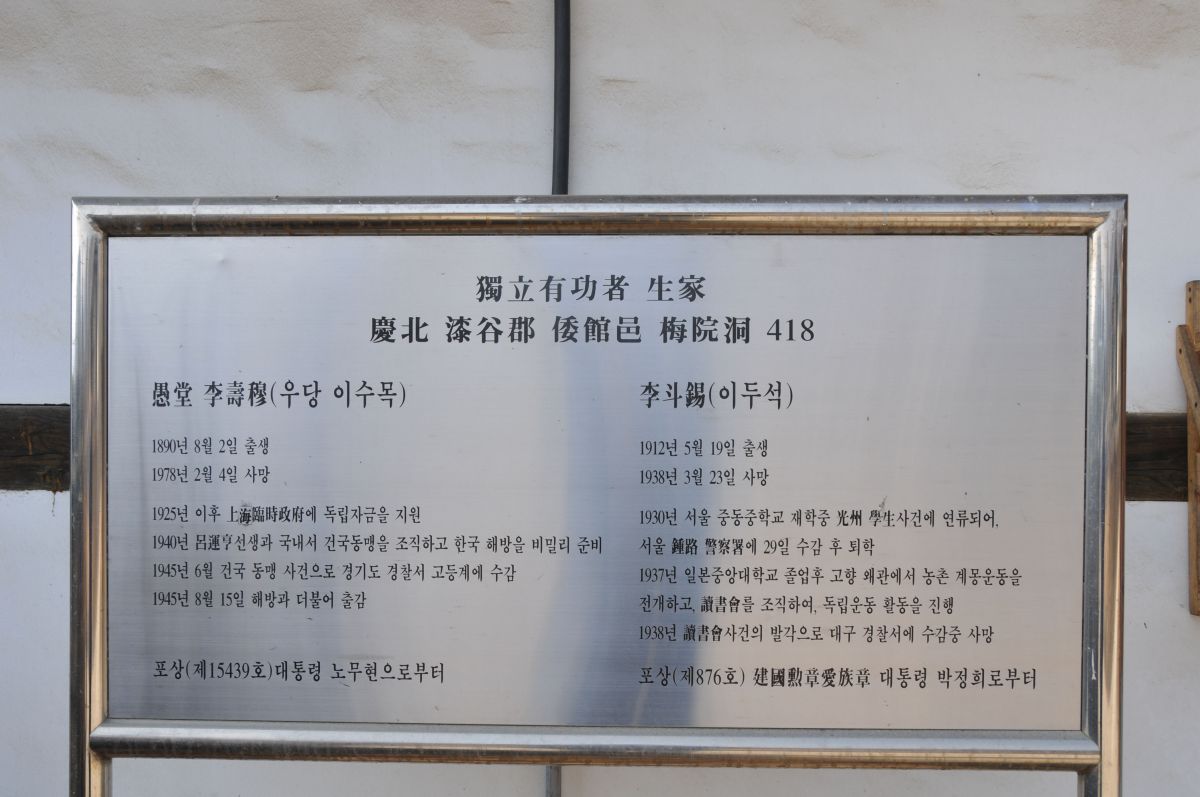 獨立有功者 生家
慶北 漆谷郡 倭館邑 梅院洞 418
愚堂 李壽穆(우당 이수목)
1890년 8월 2일 출생
1978년 2월 4일 사망
1925년 이후 上海臨時政府에 독립자금을 지원
1940년 呂運亨선생과 국내서 건국동맹을 조직하고 한국 해방을 비밀리 준비
1945년 6월 건국 동맹 사건으로 경기도 경찰서 고등계에 수감
1945년 8월 15일 해방과 더불어 출감
포상(제15439호)대통령 노무현으로부터
李斗錫(이두석)
1912년 5월 19일 출생
1938년 3월 23일 사망
1930년 서울 중동중학교 재학중 光州 學生사건에 연류되어,
서울 鍾路 警察署에 29일 수감 후 퇴학
1937년 일본중앙대학교 졸업후 고향 왜관에서 농촌 계몽운동을
전개하고, 讀書會를 조직하여, 독립운동 활동을 진행
1938년 讀書會사건의 발각으로 대구 경찰서에 수감중 사망
포상(제876호) 建國勲章愛族章 대통령 박정희로부터